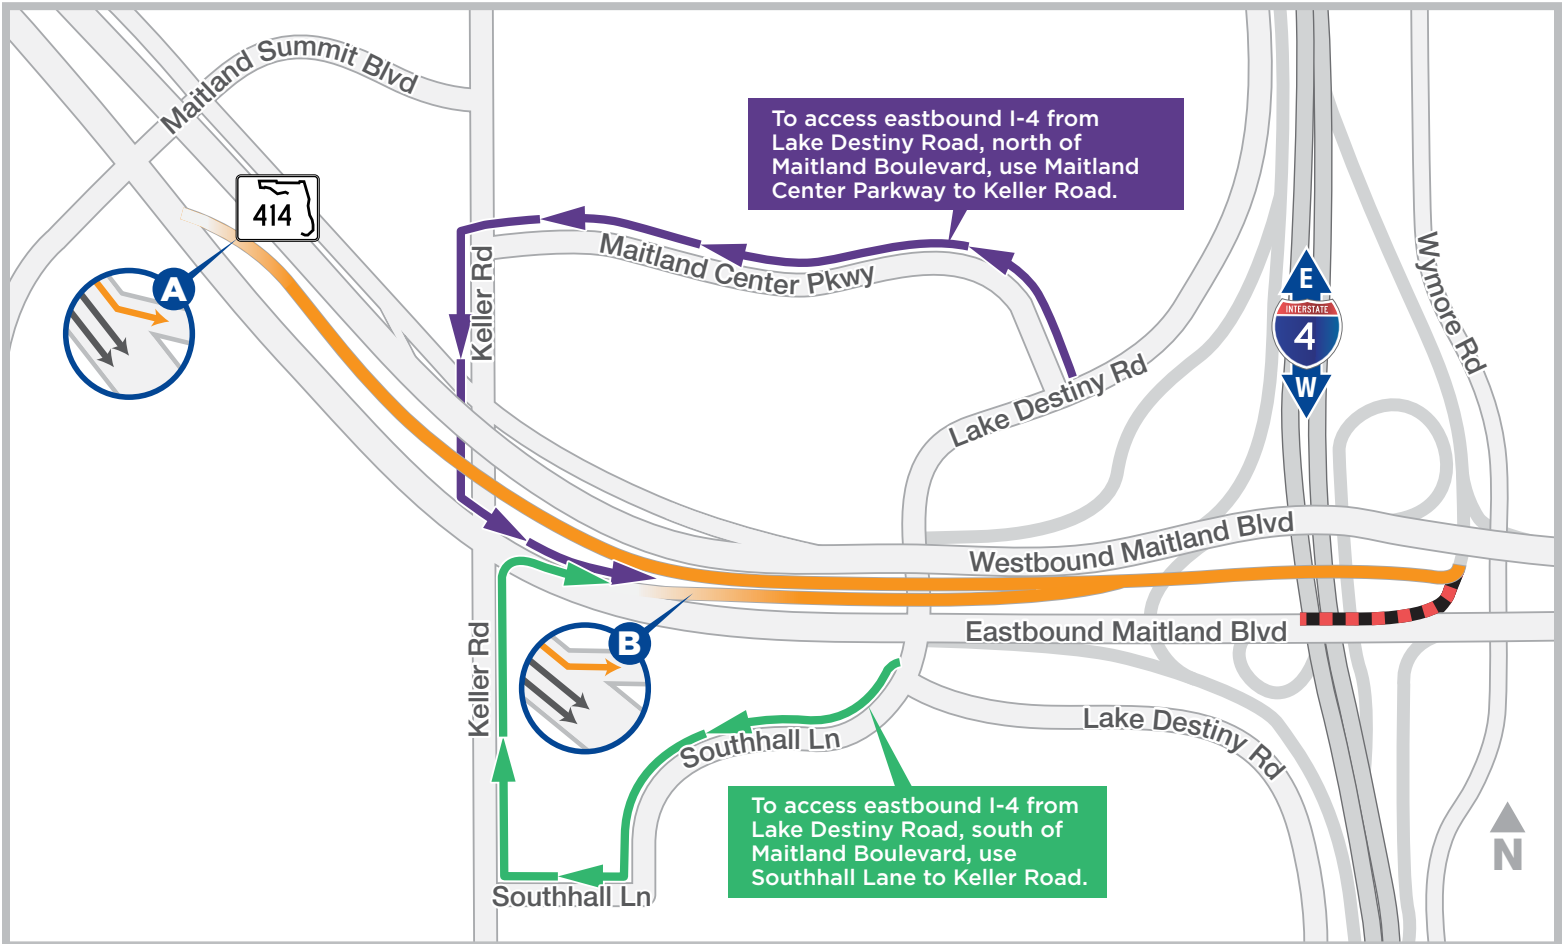 Maitland Summit Blvd
To access eastbound I-4 from
Lake Destiny Road, north of
Maitland Boulevard, use Maitland
Center Parkway to Keller Road.
414
A
Keller Rd
Maitland Center Pkwy
Wymore Rd
E
INTERSTATE
4
W
Lake Destiny Rd
Westbound Maitland Blvd
Eastbound Maitland Blvd
B
Keller Rd
Southhall Ln
Lake Destiny Rd
To access eastbound I-4 from
Lake Destiny Road, south of
Maitland Boulevard, use
Southhall Lane to Keller Road.
Southhall Ln
N